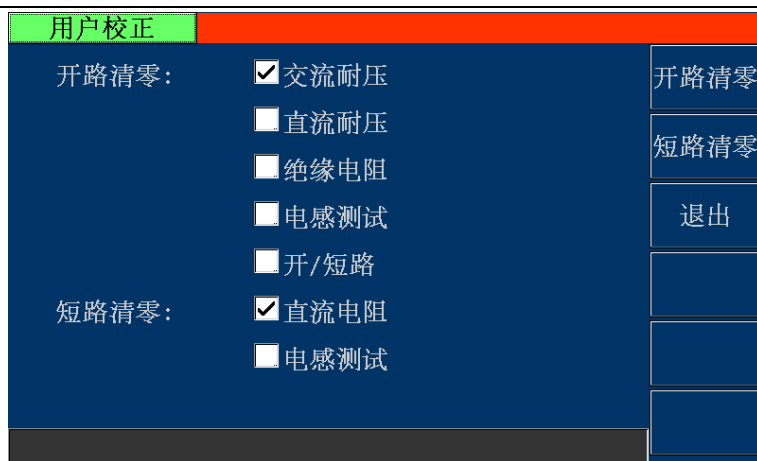 用户校正
开路清零: 交流耐压
直流耐压
绝缘电阻
电感测试
开/短路
短路清零: 直流电阻
电感测试
开路清零
短路清零
退出